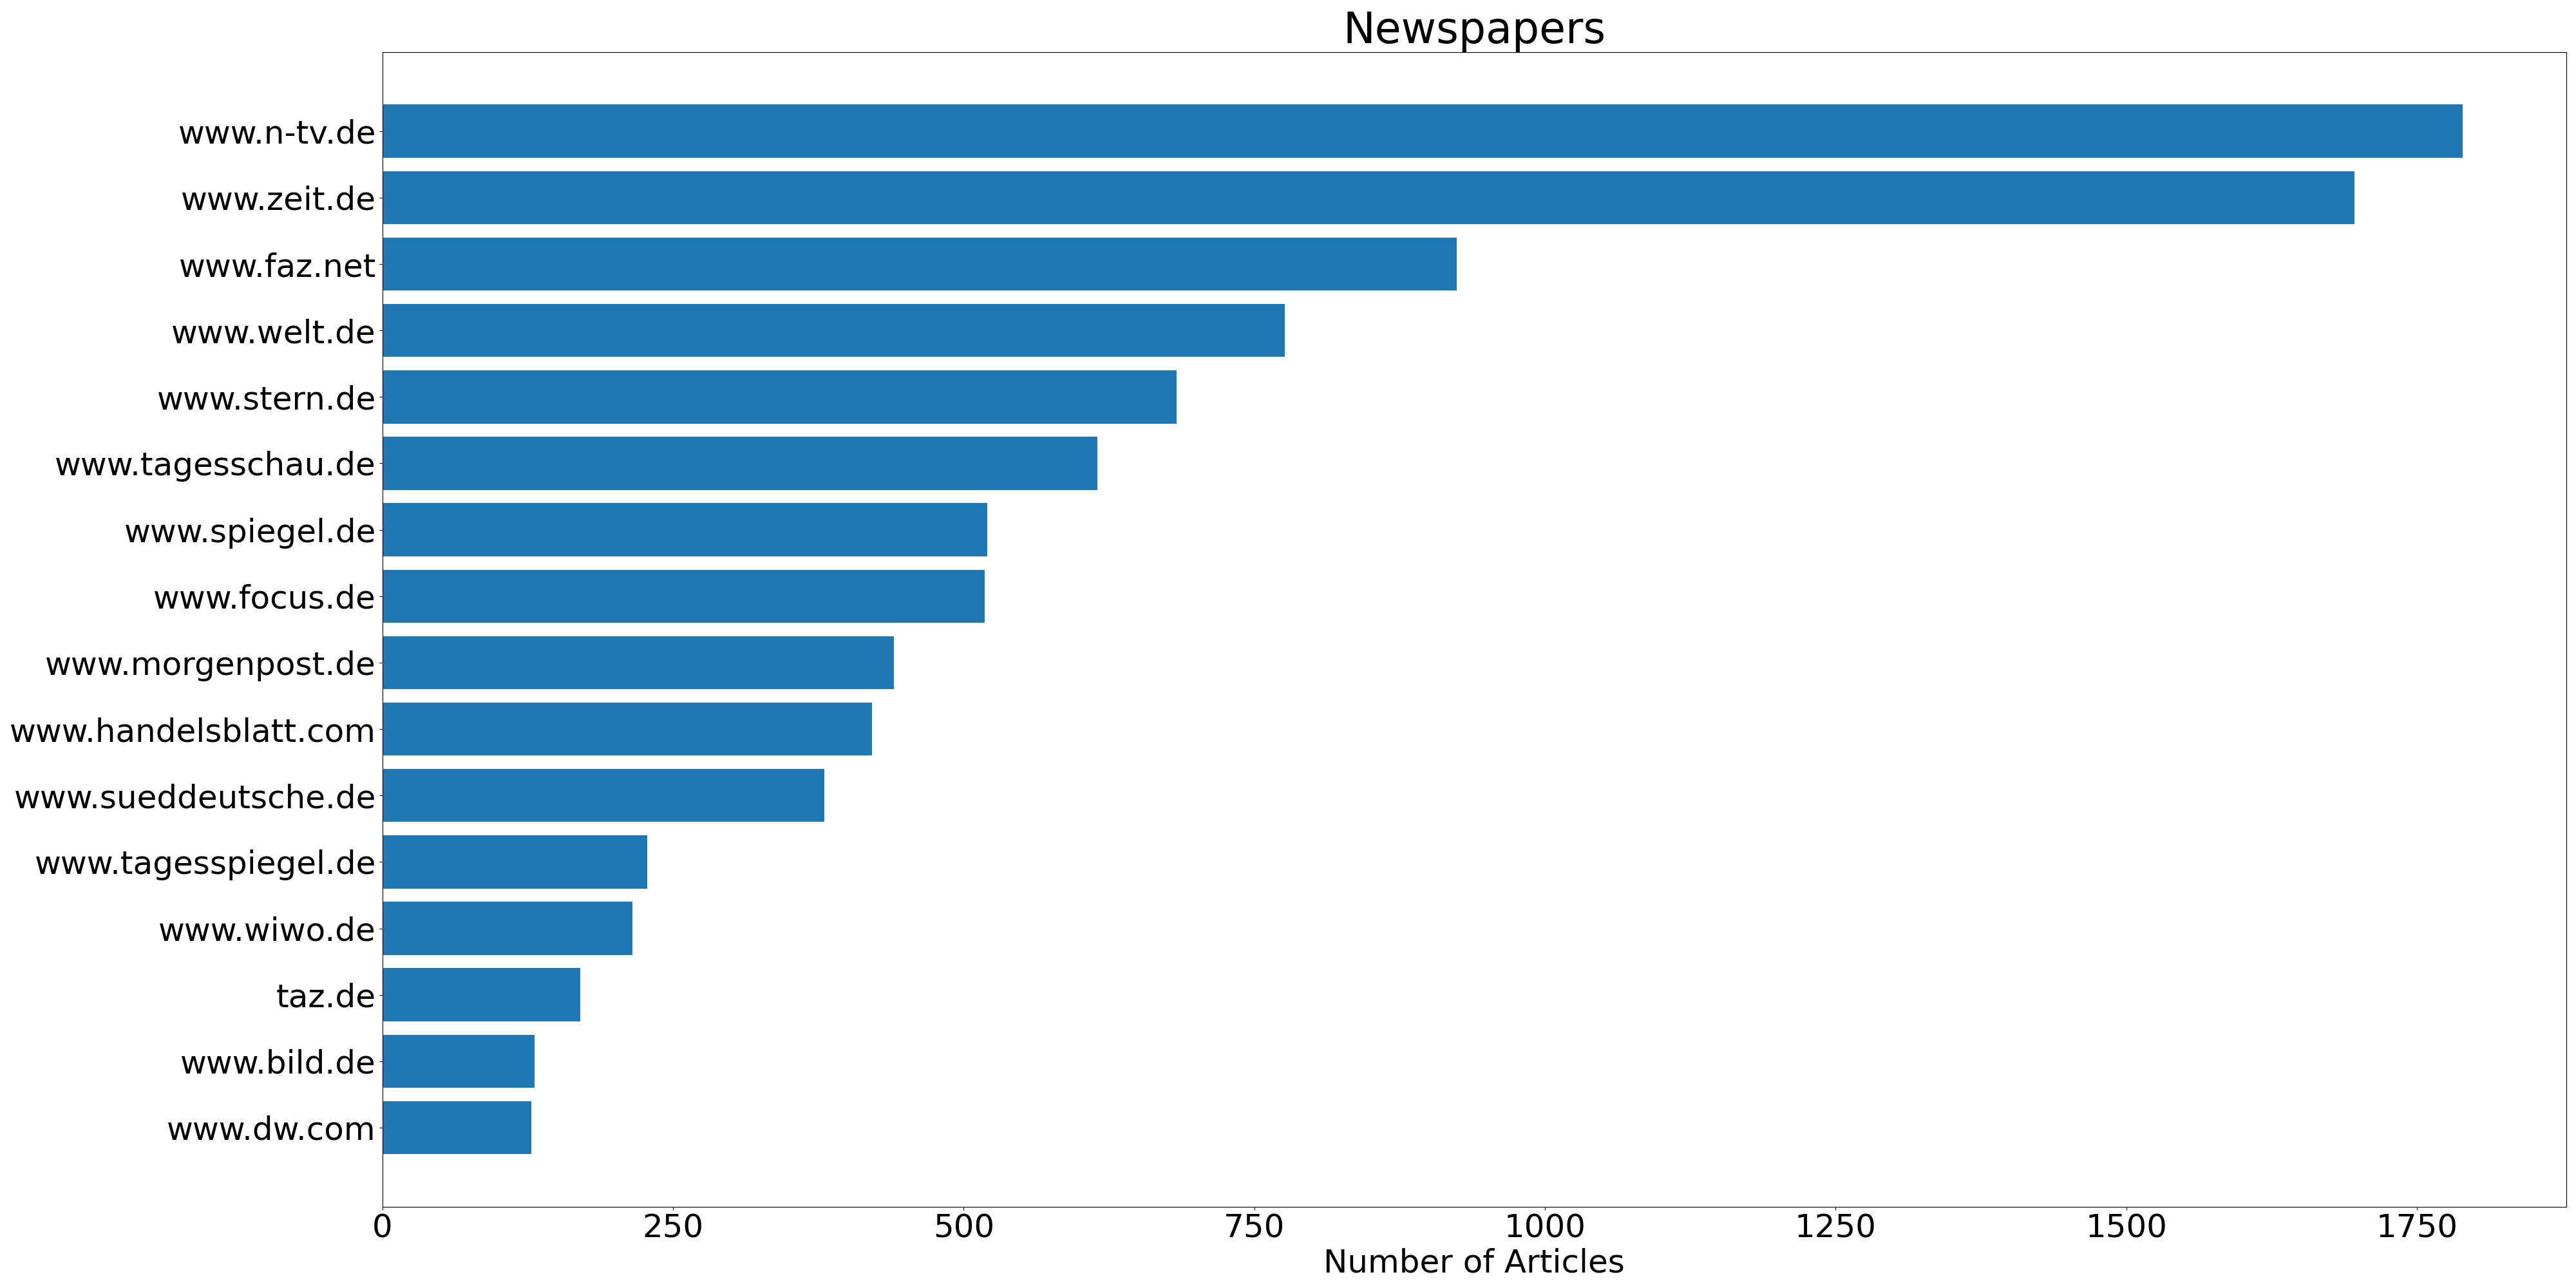 Newspapers
www.n-tv.de
www.zeit.de
www.faz.net
www.welt.de
www.stern.de
www.tagesschau.de
www.spiegel.de
www.focus.de
www.morgenpost.de
www.handelsblatt.com
www.sueddeutsche.de
www.tagesspiegel.de
www.wiwo.de
taz.de
www.bild.de
www.dw.com
0 250 500 750 1000 1250 1500 1750
Number of Articles